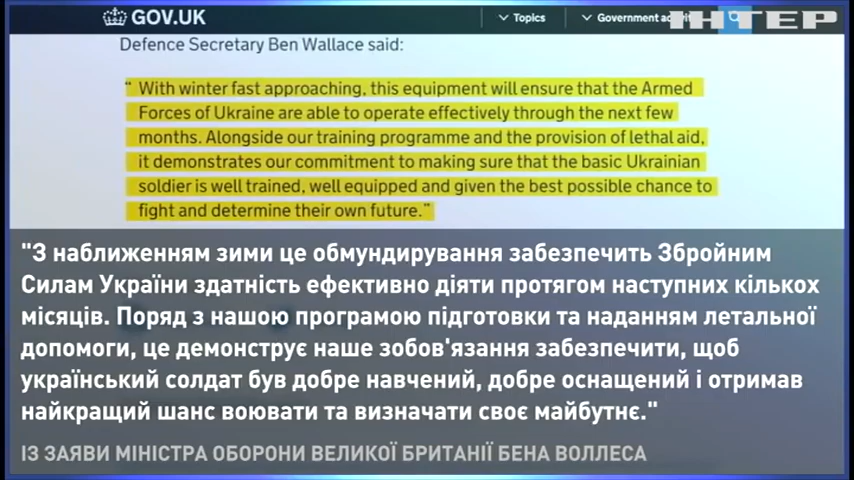 GOV.UK
Topics
Government
ІНТЕР
Defence Secretary Ben Wallace said:
“ With winter fast approaching, this equipment will ensure that the Armed
Forces of Ukraine are able to operate effectively through the next few
months. Alongside our training programme and the provision of lethal aid,
it demonstrates our commitment to making sure that the basic Ukrainian
soldier is well trained, well equipped and given the best possible chance to
fight and determine their own future.”
"З наближенням зими це обмундирування забезпечить Збройним
Силам України здатність ефективно діяти протягом наступних кількох
місяців. Поряд з нашою програмою підготовки та наданням летальної
допомоги, це демонструє наше зобов'язання забезпечити, щоб
український солдат був добре навчений, добре оснащений і отримав
найкращий шанс воювати та визначати своє майбутнє."
ІЗ ЗАЯВИ МІНІСТРА ОБОРОНИ ВЕЛИКОЇ БРИТАНІЇ БЕНА ВОЛЛЕСА